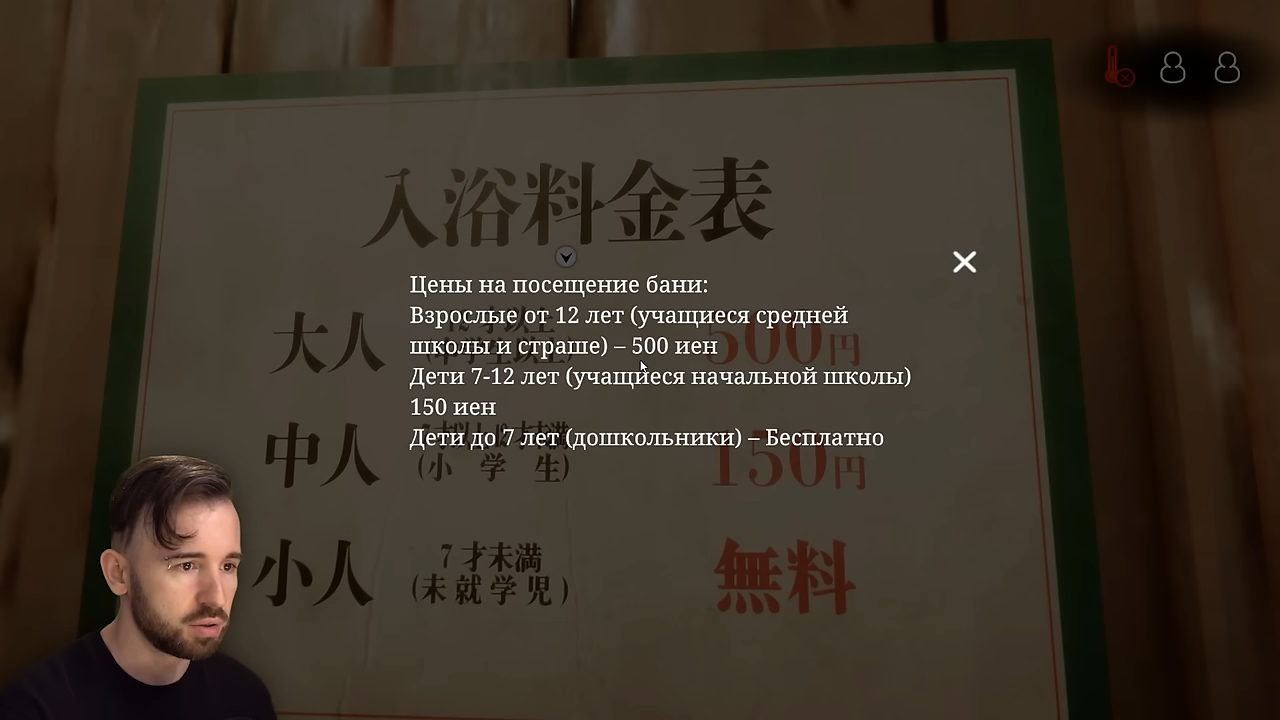 入浴料金表
Цены на посещение бани:
Взрослые от 12 лет (учащиеся средней
школы и страше) – 500 иен
Дети 7-12 лет (учащиеся начальной школы)
150 иен
Дети до 7 лет (дошкольники) – Бесплатно
大人
500円
中人
(小学生)
150円
小人
7才未満
(未就学児)
無料